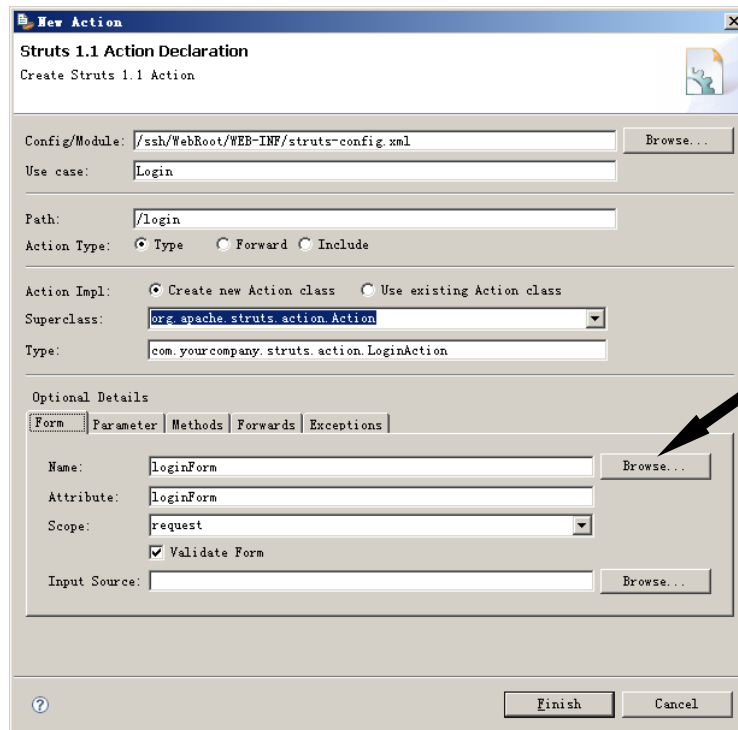 New Action
Struts 1.1 Action Declaration
Create Struts 1.1 Action
Config/Module: /ssh/WebRoot/WEB-INF/struts-config.xml Browse...
Use case: Login
Path: /login
Action Type: Type Forward Include
Action Impl: Create new Action class Use existing Action class
Superclass: org.apache.struts.action.Action
Type: com.yourcompany.struts.action.LoginAction
Optional Details
Form Parameter Methods Forwards Exceptions
Name: loginForm Browse...
Attribute: loginForm
Scope: request
Validate Form
Input Source: Browse...
? Finish Cancel